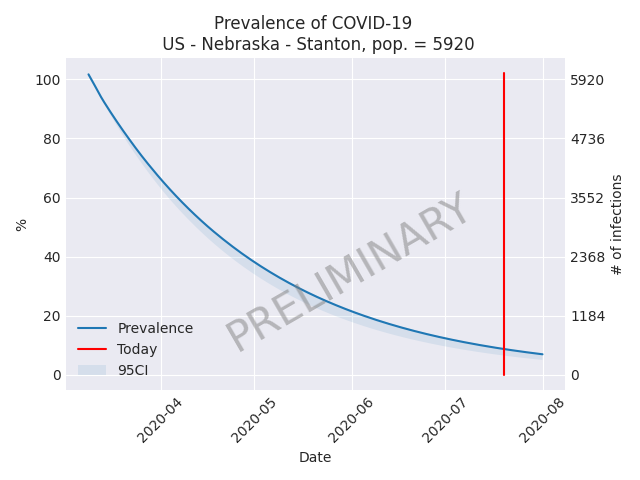 Prevalence of COVID-19
US - Nebraska - Stanton, pop. = 5920
100
80
60
40
20
0
%
5920
4736
3552
2368
1184
0
# of infections
PRELIMINARY
Prevalence
Today
95CI
2020-04
2020-05
2020-06
2020-07
2020-08
Date